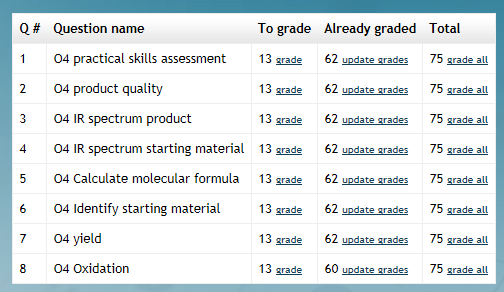 Q # Question name To grade Already graded Total
1 O4 practical skills assessment 13 grade 62 update grades 75 grade all
2 O4 product quality 13 grade 62 update grades 75 grade all
3 O4 IR spectrum product 13 grade 62 update grades 75 grade all
4 O4 IR spectrum starting material 13 grade 62 update grades 75 grade all
5 O4 Calculate molecular formula 13 grade 62 update grades 75 grade all
6 O4 Identify starting material 13 grade 62 update grades 75 grade all
7 O4 yield 13 grade 62 update grades 75 grade all
8 O4 Oxidation 13 grade 60 update grades 75 grade all